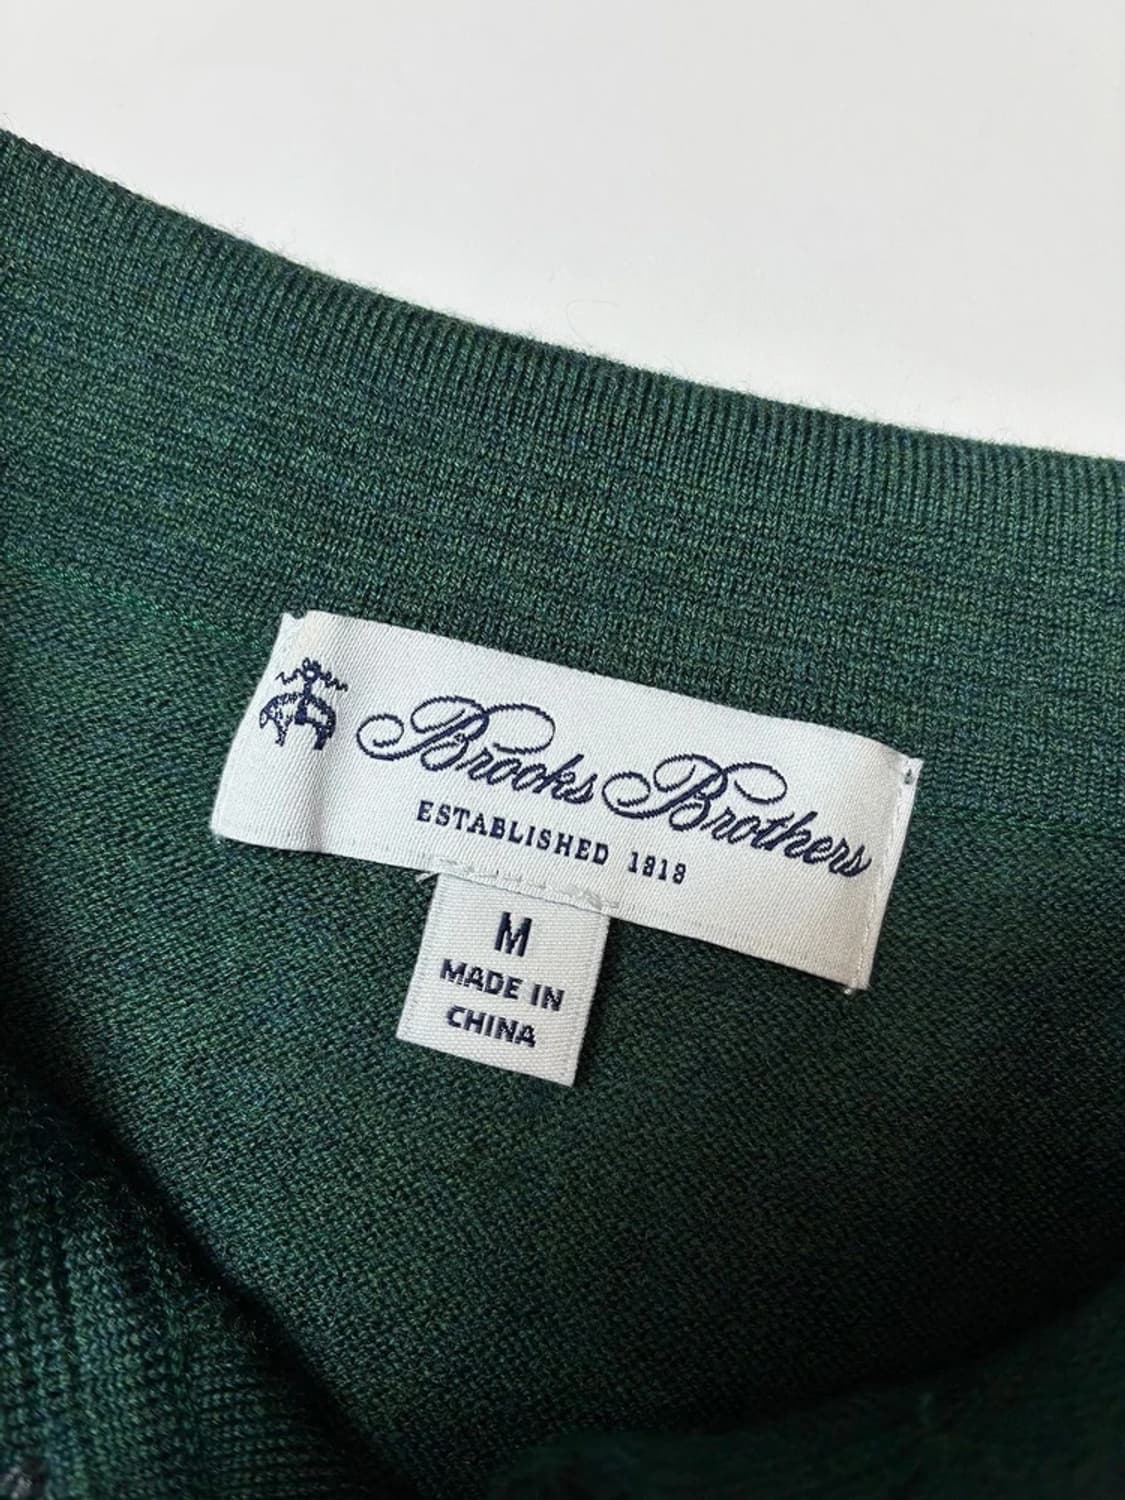 Brooks Brothers
ESTABLISHED 1818
M
MADE IN
CHINA